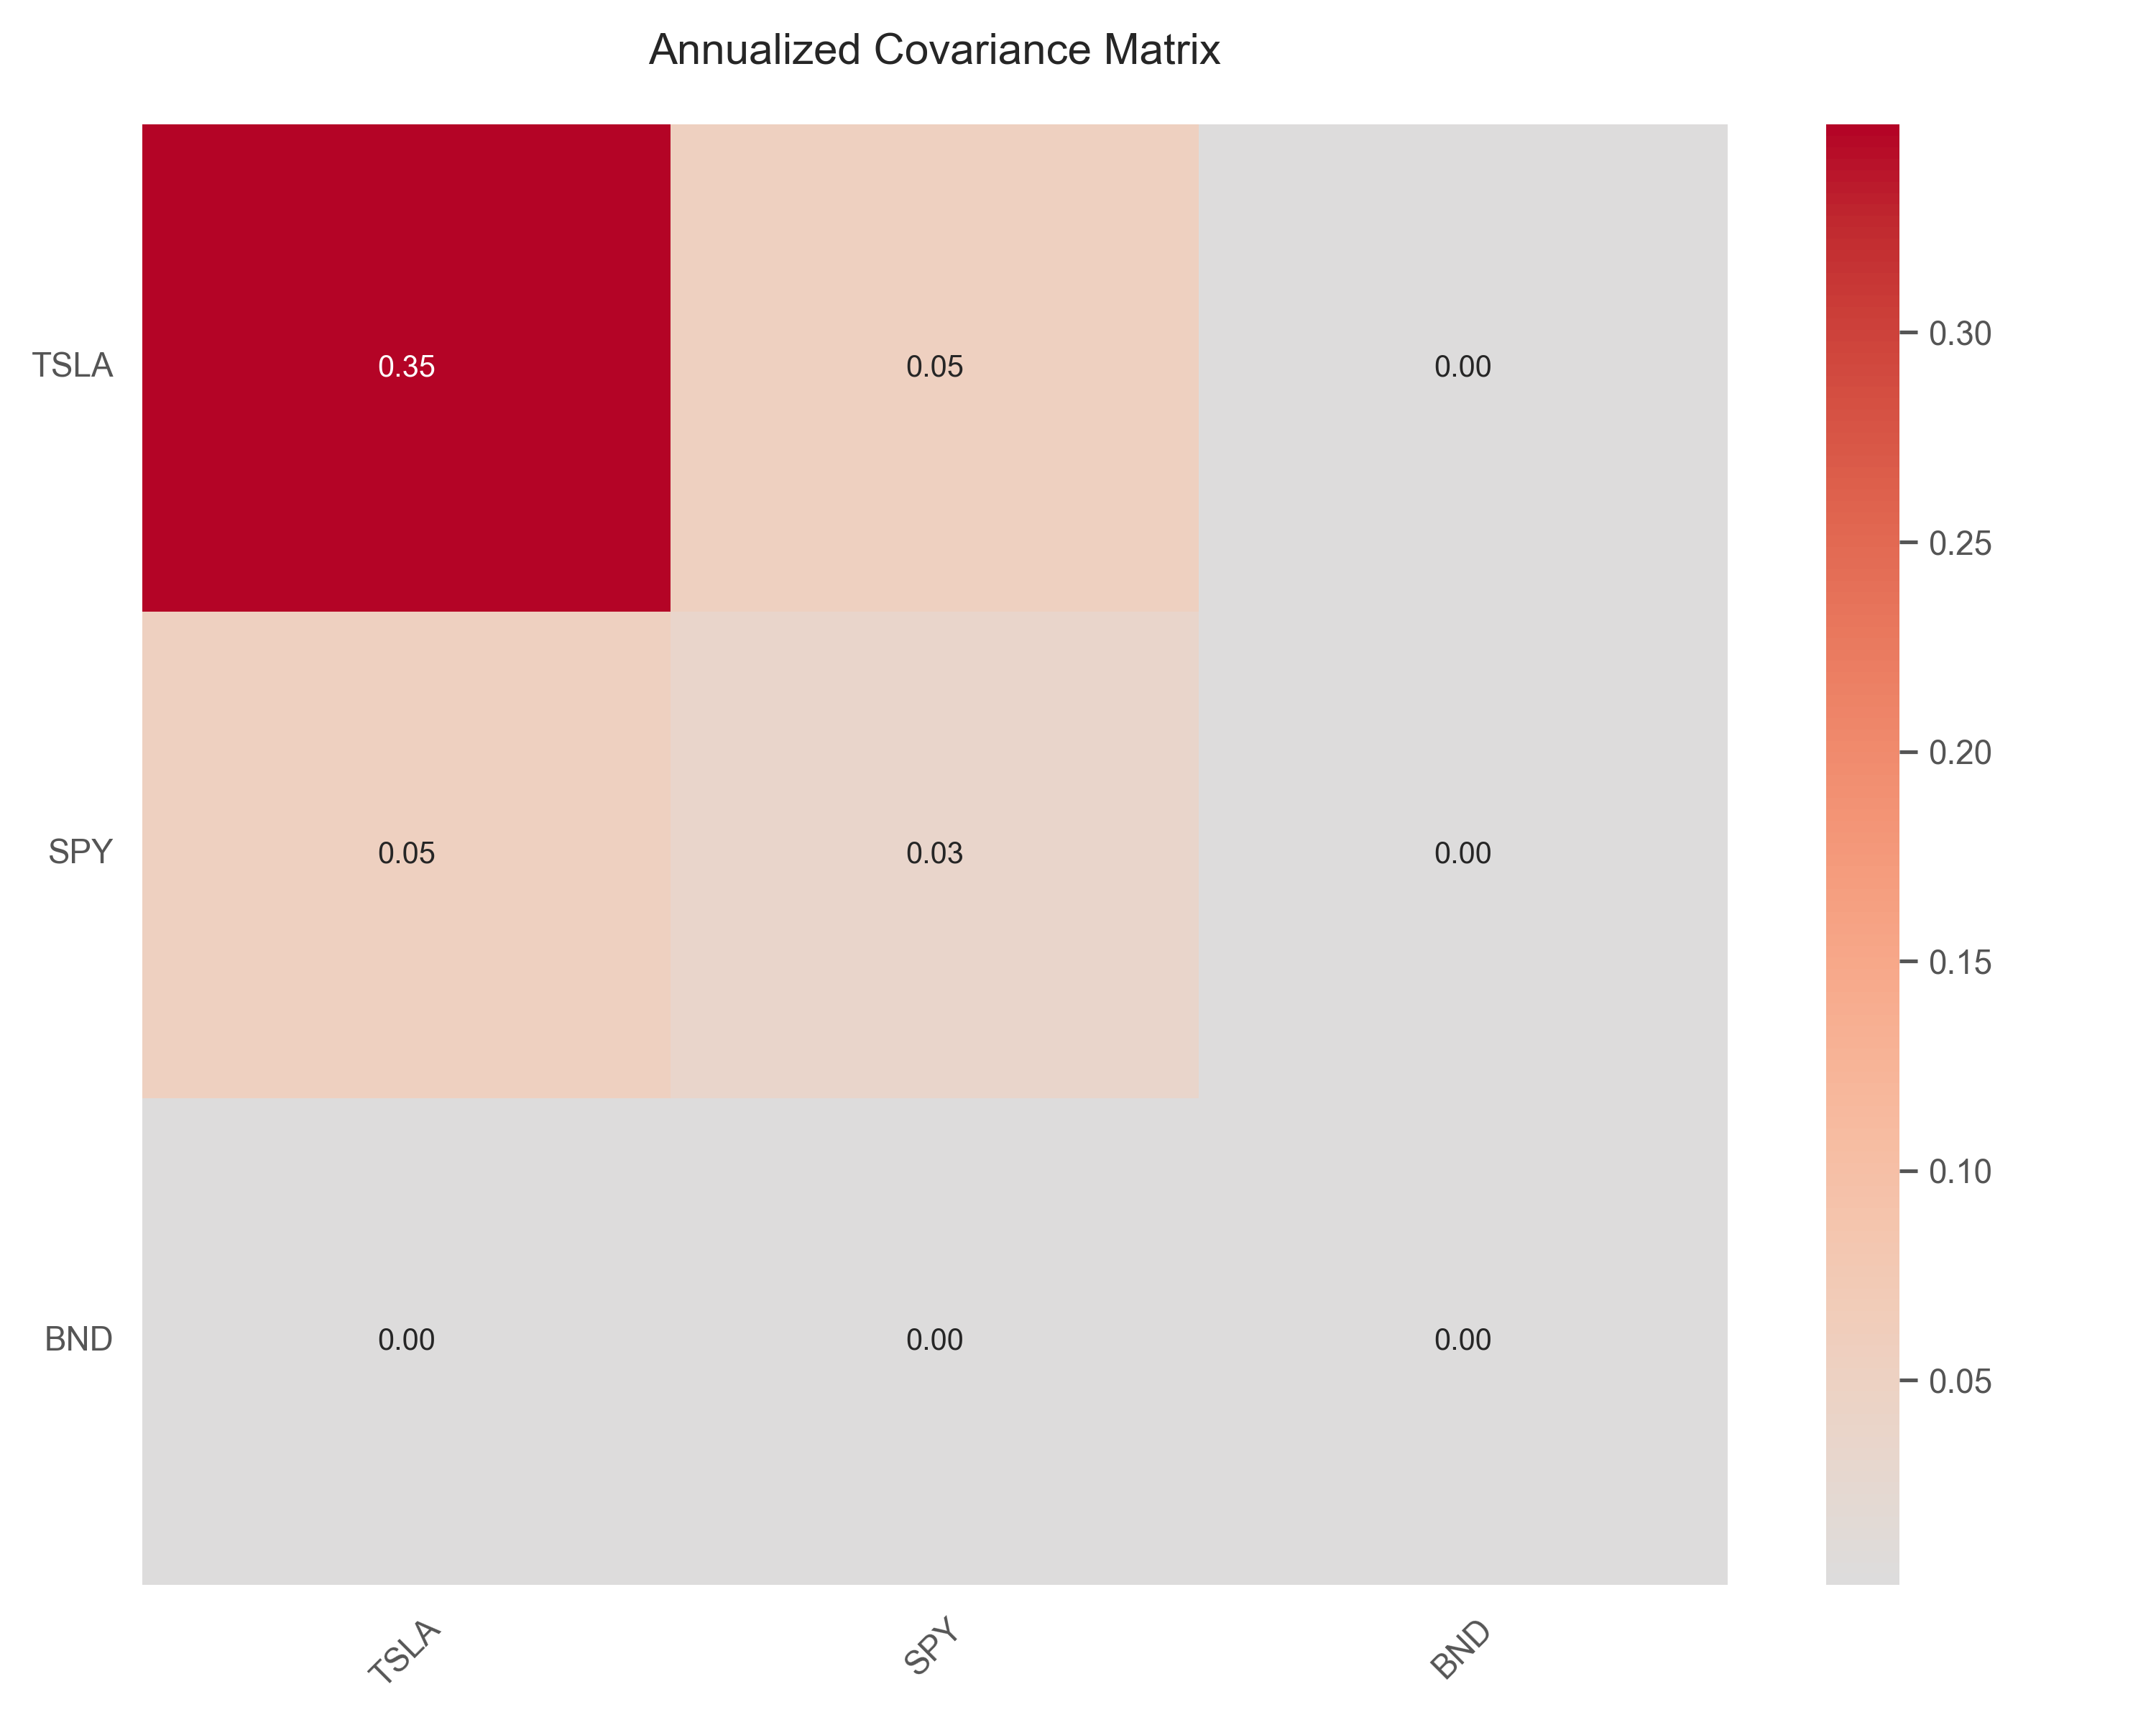 Annualized Covariance Matrix
TSLA 0.35 0.05 0.00
SPY 0.05 0.03 0.00
BND 0.00 0.00 0.00
TSLA SPY BND
0.30
0.25
0.20
0.15
0.10
0.05